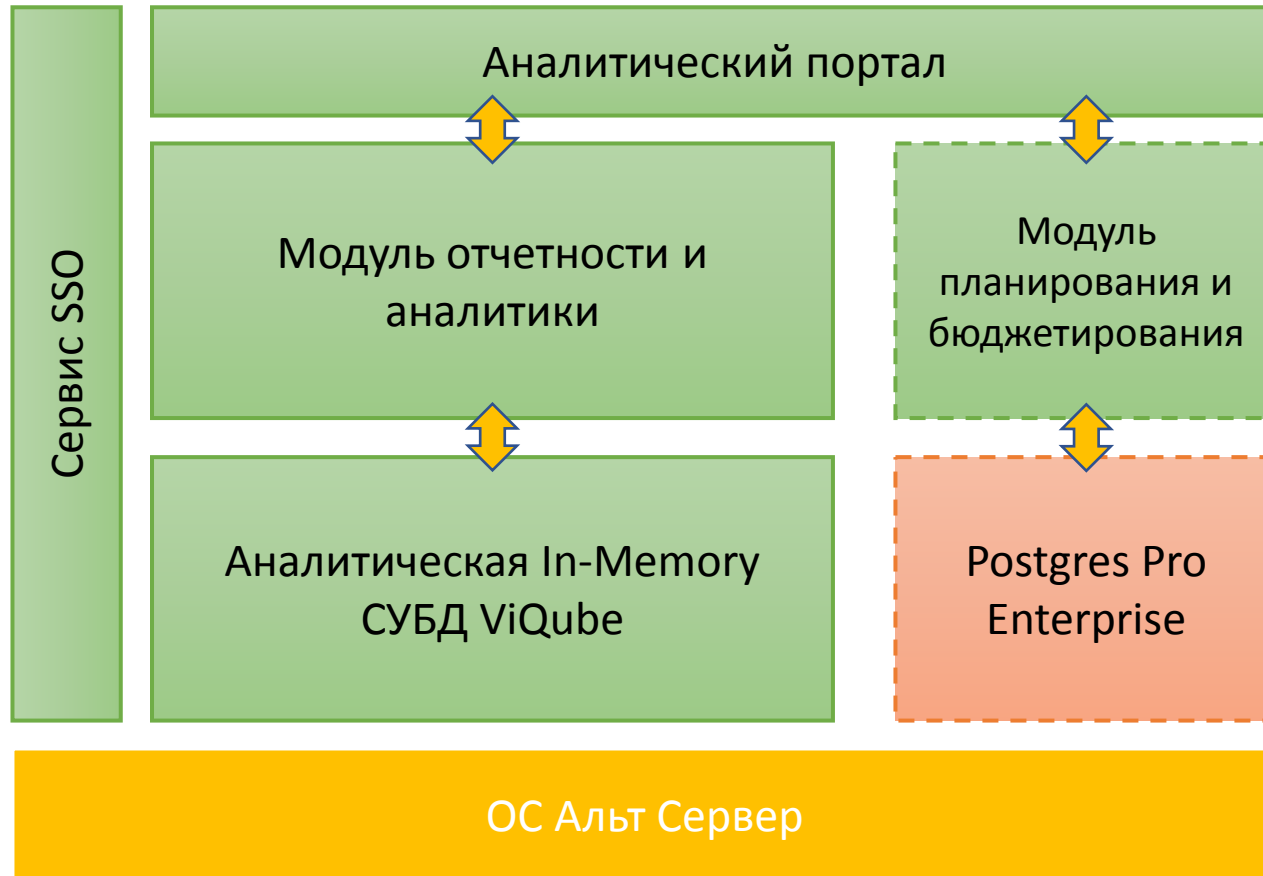 Сервис SSO
Аналитический портал
Модуль отчетности и
аналитики
Модуль
планирования и
бюджетирования
Аналитическая In-Memory
СУБД ViQube
Postgres Pro
Enterprise
ОС Альт Сервер